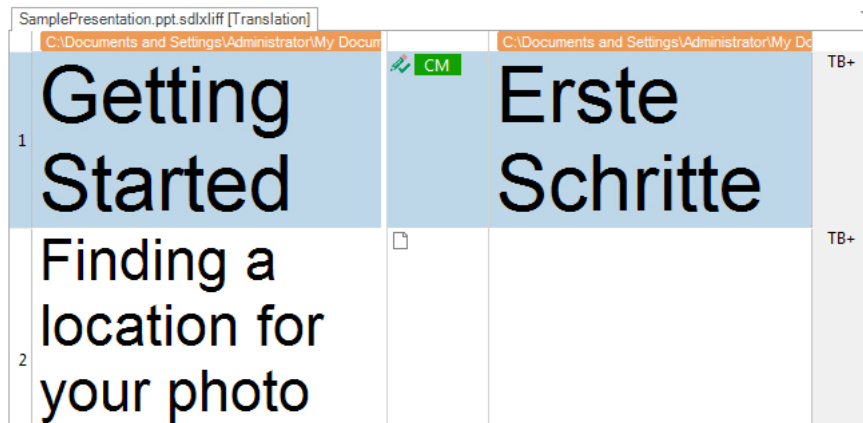 SamplePresentation.ppt.sdlxliff [Translation]
C:\Documents and Settings\Administrator\My Docum
C:\Documents and Settings\Administrator\My Do
1
Getting
Started
CM
Erste
Schritte
TB+
2
Finding a
location for
your photo
TB+